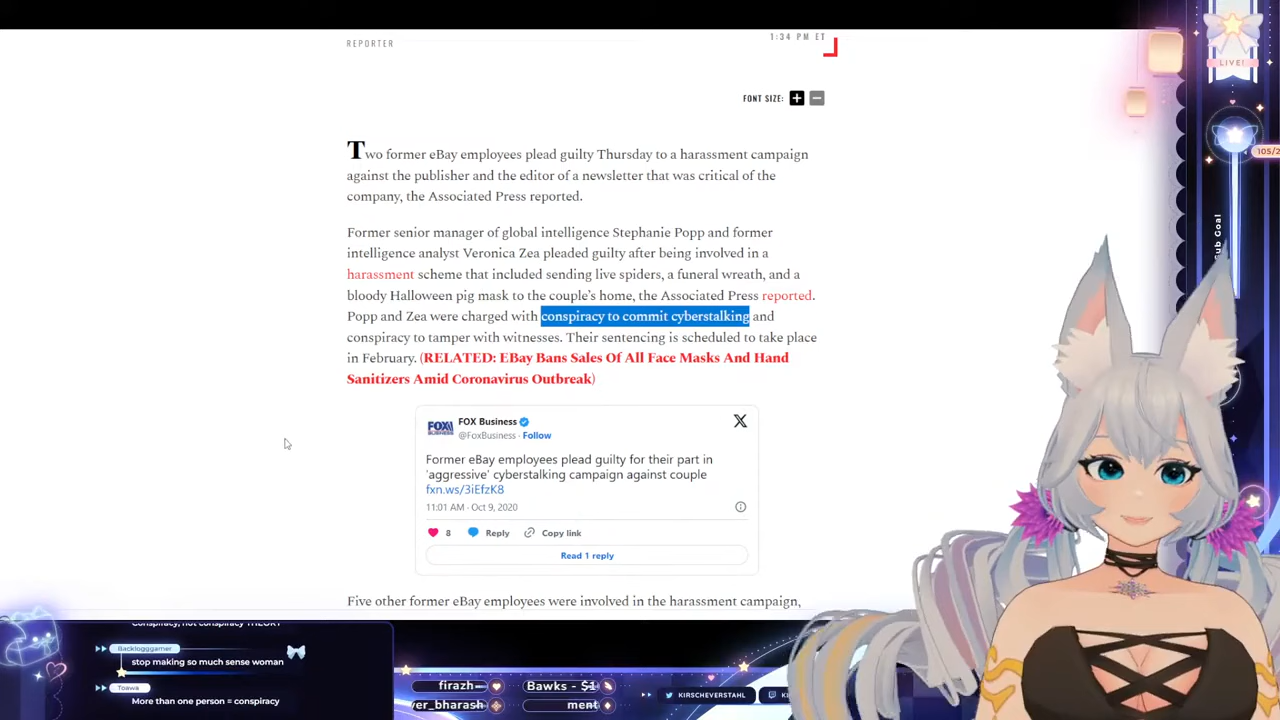 REPORTER
1:34 PM ET
LIVE!
FONT SIZE: + −
105/2
Two former eBay employees plead guilty Thursday to a harassment campaign
against the publisher and the editor of a newsletter that was critical of the
company, the Associated Press reported.
Former senior manager of global intelligence Stephanie Popp and former
intelligence analyst Veronica Zea pleaded guilty after being involved in a
harassment scheme that included sending live spiders, a funeral wreath, and a
bloody Halloween pig mask to the couple's home, the Associated Press reported.
Popp and Zea were charged with conspiracy to commit cyberstalking and
conspiracy to tamper with witnesses. Their sentencing is scheduled to take place
in February. (RELATED: EBay Bans Sales Of All Face Masks And Hand
Sanitizers Amid Coronavirus Outbreak)
FOX Business
@FoxBusiness · Follow
Former eBay employees plead guilty for their part in
'aggressive' cyberstalking campaign against couple
fxn.ws/3iEfzK8
11:01 AM · Oct 9, 2020
8 Reply Copy link
Read 1 reply
Five other former eBay employees were involved in the harassment campaign,
Sub Goal
Conspiracy, not conspiracy THEORY
Backlogggamer
stop making so much sense woman
Toawa
More than one person = conspiracy
firazh
Bawks - $1
ver_bharash
ment
KIRSCHEVERSTAHL